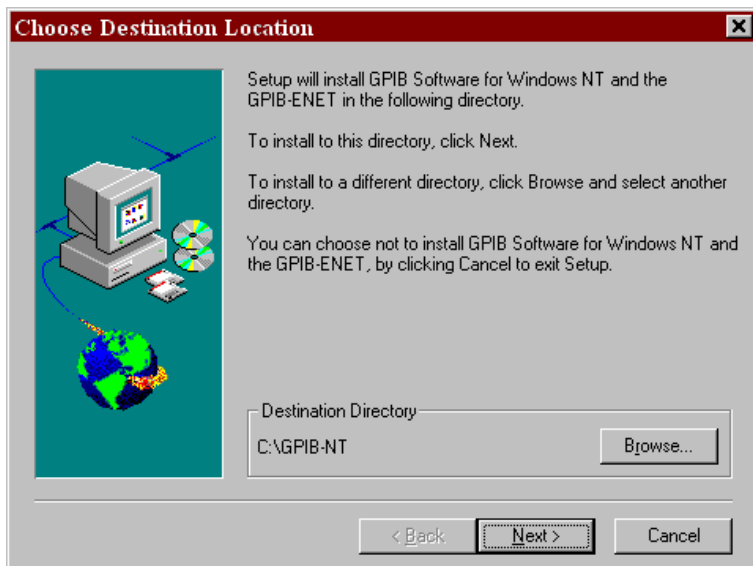 Choose Destination Location
Setup will install GPIB Software for Windows NT and the
GPIB-ENET in the following directory.
To install to this directory, click Next.
To install to a different directory, click Browse and select another
directory.
You can choose not to install GPIB Software for Windows NT and
the GPIB-ENET, by clicking Cancel to exit Setup.
Destination Directory
C:\GPIB-NT
Browse...
< Back
Next >
Cancel